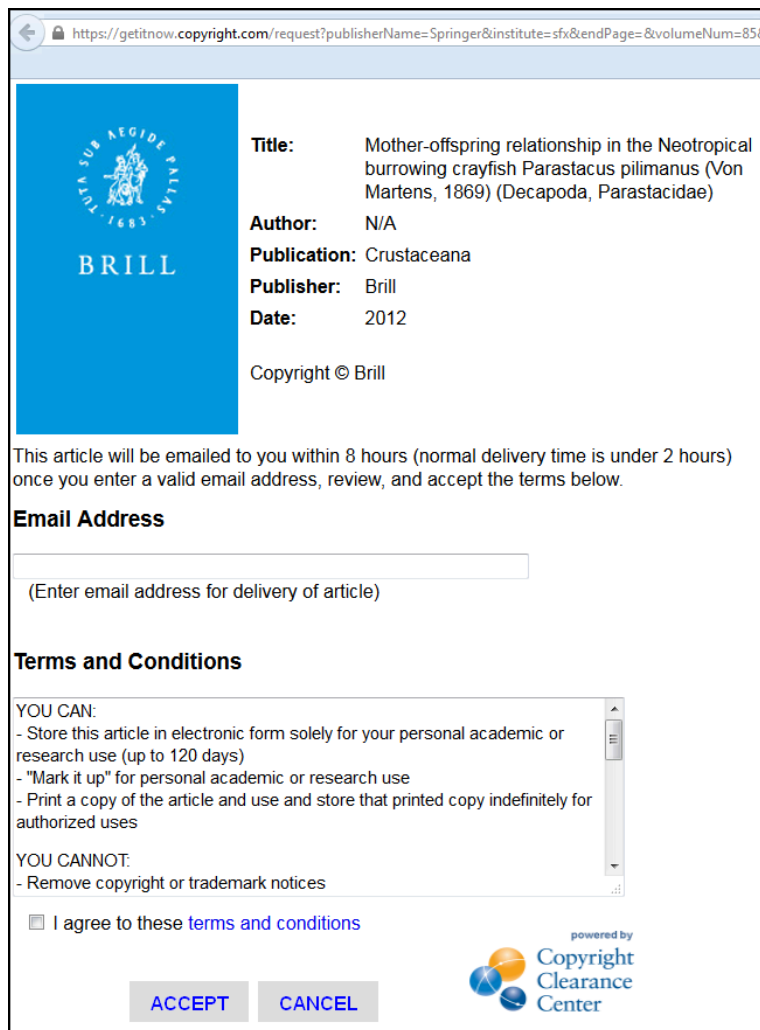 https://getitnow.copyright.com/request?publisherName=Springer&institute=sfx&endPage=&volumeNum=85&
TUTA SUB AEGIDE PALLAS
· 1683 ·
BRILL
Title: Mother-offspring relationship in the Neotropical
burrowing crayfish Parastacus pilimanus (Von
Martens, 1869) (Decapoda, Parastacidae)
Author: N/A
Publication: Crustaceana
Publisher: Brill
Date: 2012
Copyright © Brill
This article will be emailed to you within 8 hours (normal delivery time is under 2 hours)
once you enter a valid email address, review, and accept the terms below.
Email Address
(Enter email address for delivery of article)
Terms and Conditions
YOU CAN:
- Store this article in electronic form solely for your personal academic or
research use (up to 120 days)
- "Mark it up" for personal academic or research use
- Print a copy of the article and use and store that printed copy indefinitely for
authorized uses
YOU CANNOT:
- Remove copyright or trademark notices
I agree to these terms and conditions
ACCEPT CANCEL
powered by
Copyright
Clearance
Center